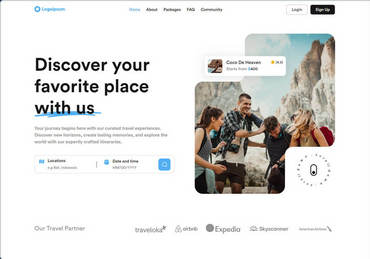 Logoipsum
Home About Packages FAQ Community
Login
Sign Up
Discover your
favorite place
with us
Your journey begins here with our curated travel experiences.
Discover new horizons, create lasting memories, and explore the
world with our expertly crafted itineraries.
Locations
e.g Bali, Indonesia
Date and time
MM/DD/YYYY
Coco De Heaven
Starts from $400
Our Travel Partner
traveloka
airbnb
Expedia
Skyscanner
American Airlines